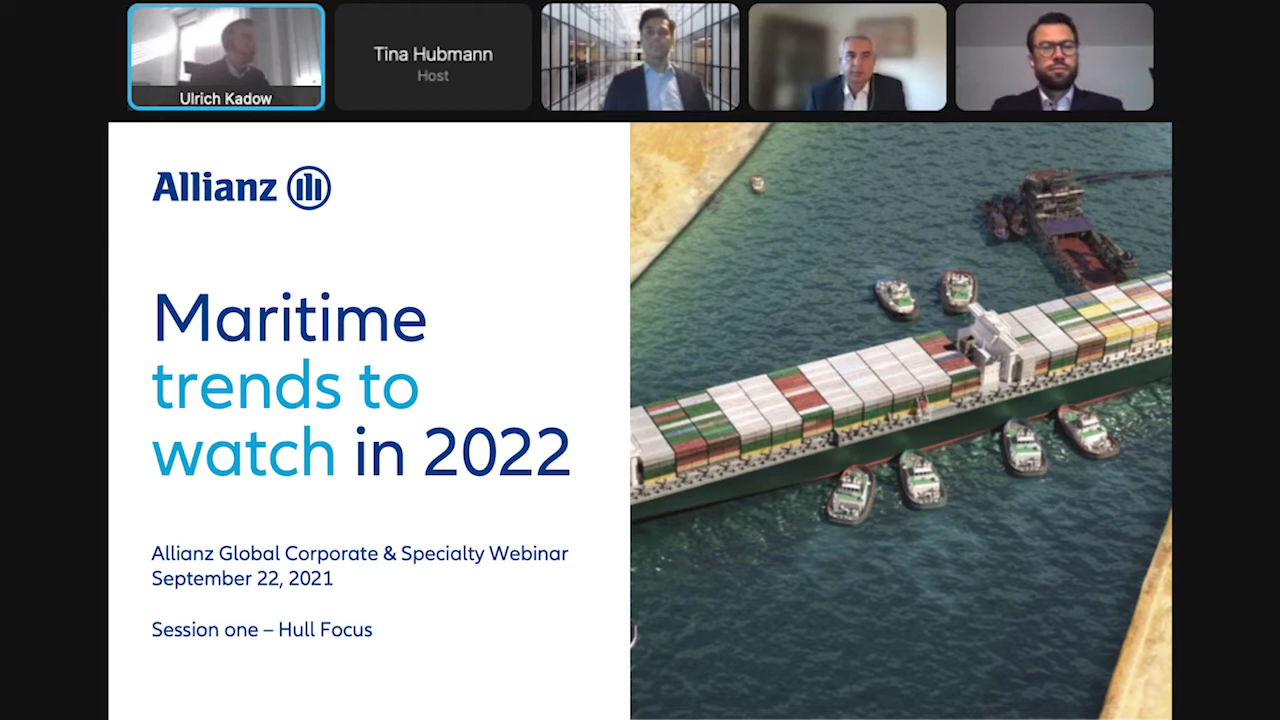 Ulrich Kadow
Tina Hubmann
Host
Allianz
Maritime
trends to
watch in 2022
Allianz Global Corporate & Specialty Webinar
September 22, 2021
Session one – Hull Focus